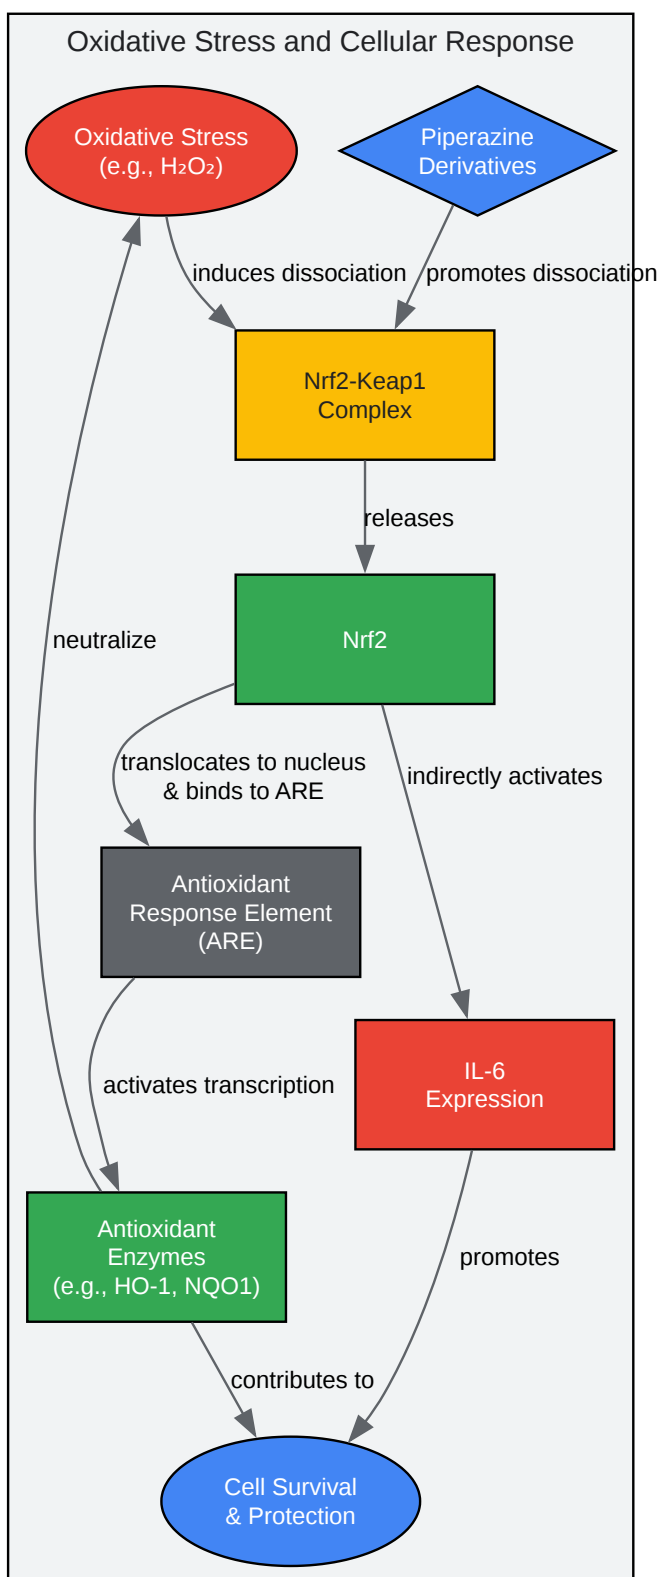 Oxidative Stress and Cellular Response
Oxidative Stress
(e.g., H₂O₂)
Piperazine
Derivatives
induces dissociation
promotes dissociation
Nrf2-Keap1
Complex
releases
Nrf2
neutralize
translocates to nucleus
& binds to ARE
indirectly activates
Antioxidant
Response Element
(ARE)
activates transcription
IL-6
Expression
Antioxidant
Enzymes
(e.g., HO-1, NQO1)
promotes
contributes to
Cell Survival
& Protection